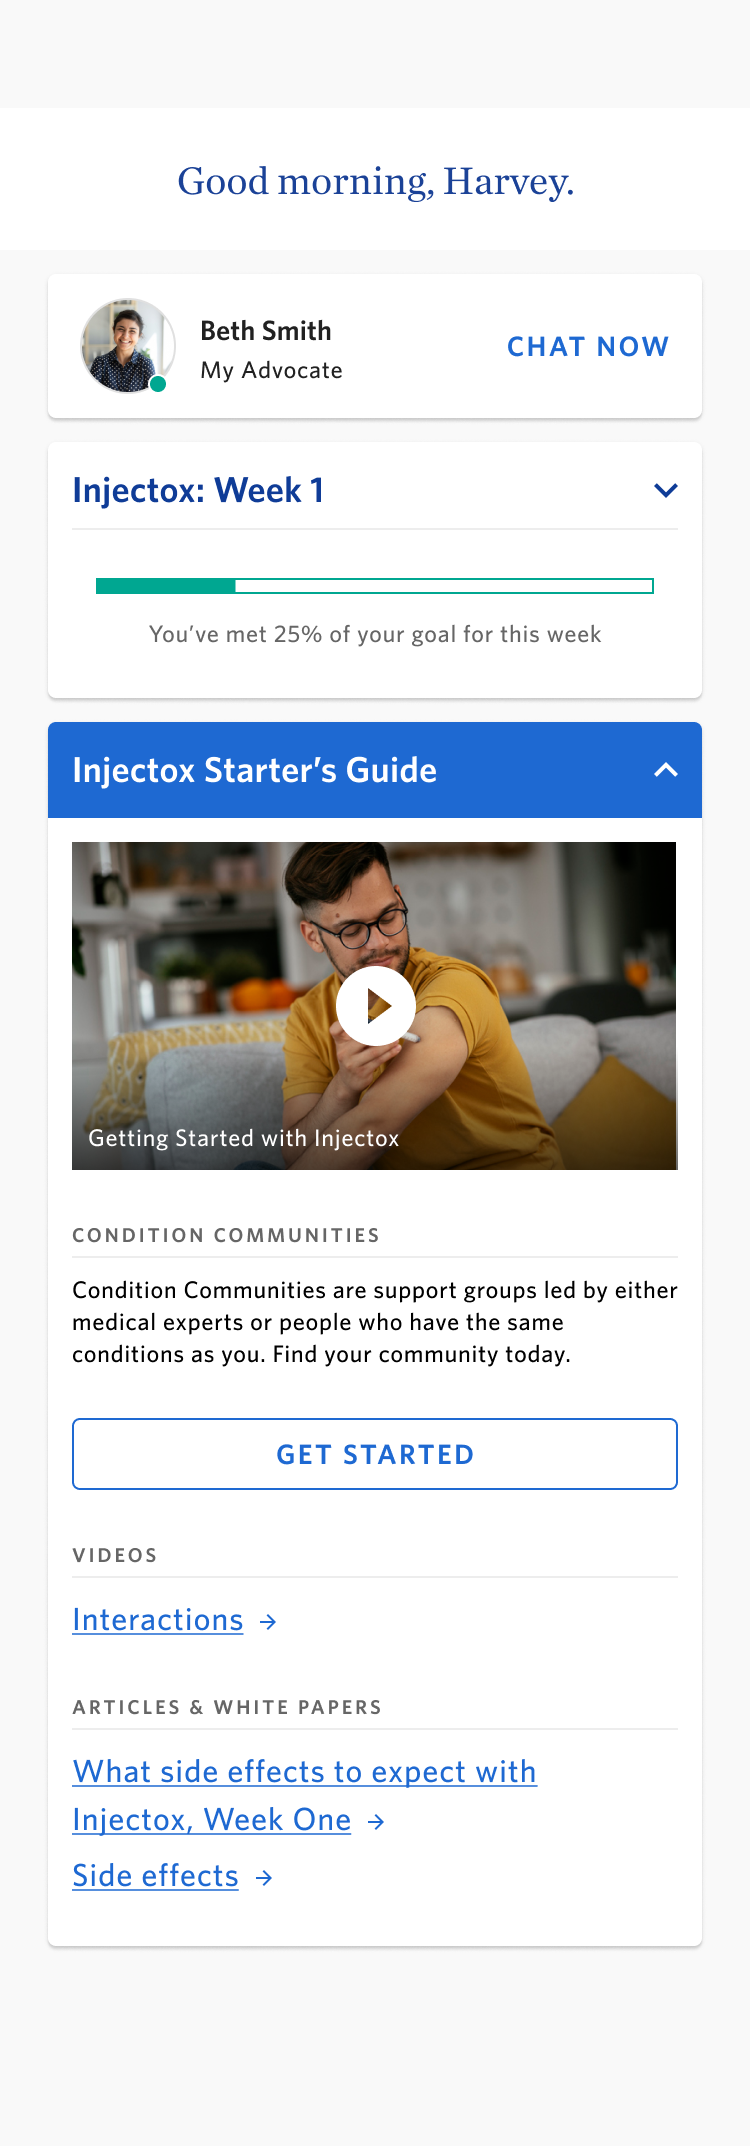 Good morning, Harvey.
Beth Smith
My Advocate
CHAT NOW
Injectox: Week 1
You’ve met 25% of your goal for this week
Injectox Starter’s Guide
Getting Started with Injectox
CONDITION COMMUNITIES
Condition Communities are support groups led by either
medical experts or people who have the same
conditions as you. Find your community today.
GET STARTED
VIDEOS
Interactions →
ARTICLES & WHITE PAPERS
What side effects to expect with
Injectox, Week One →
Side effects →